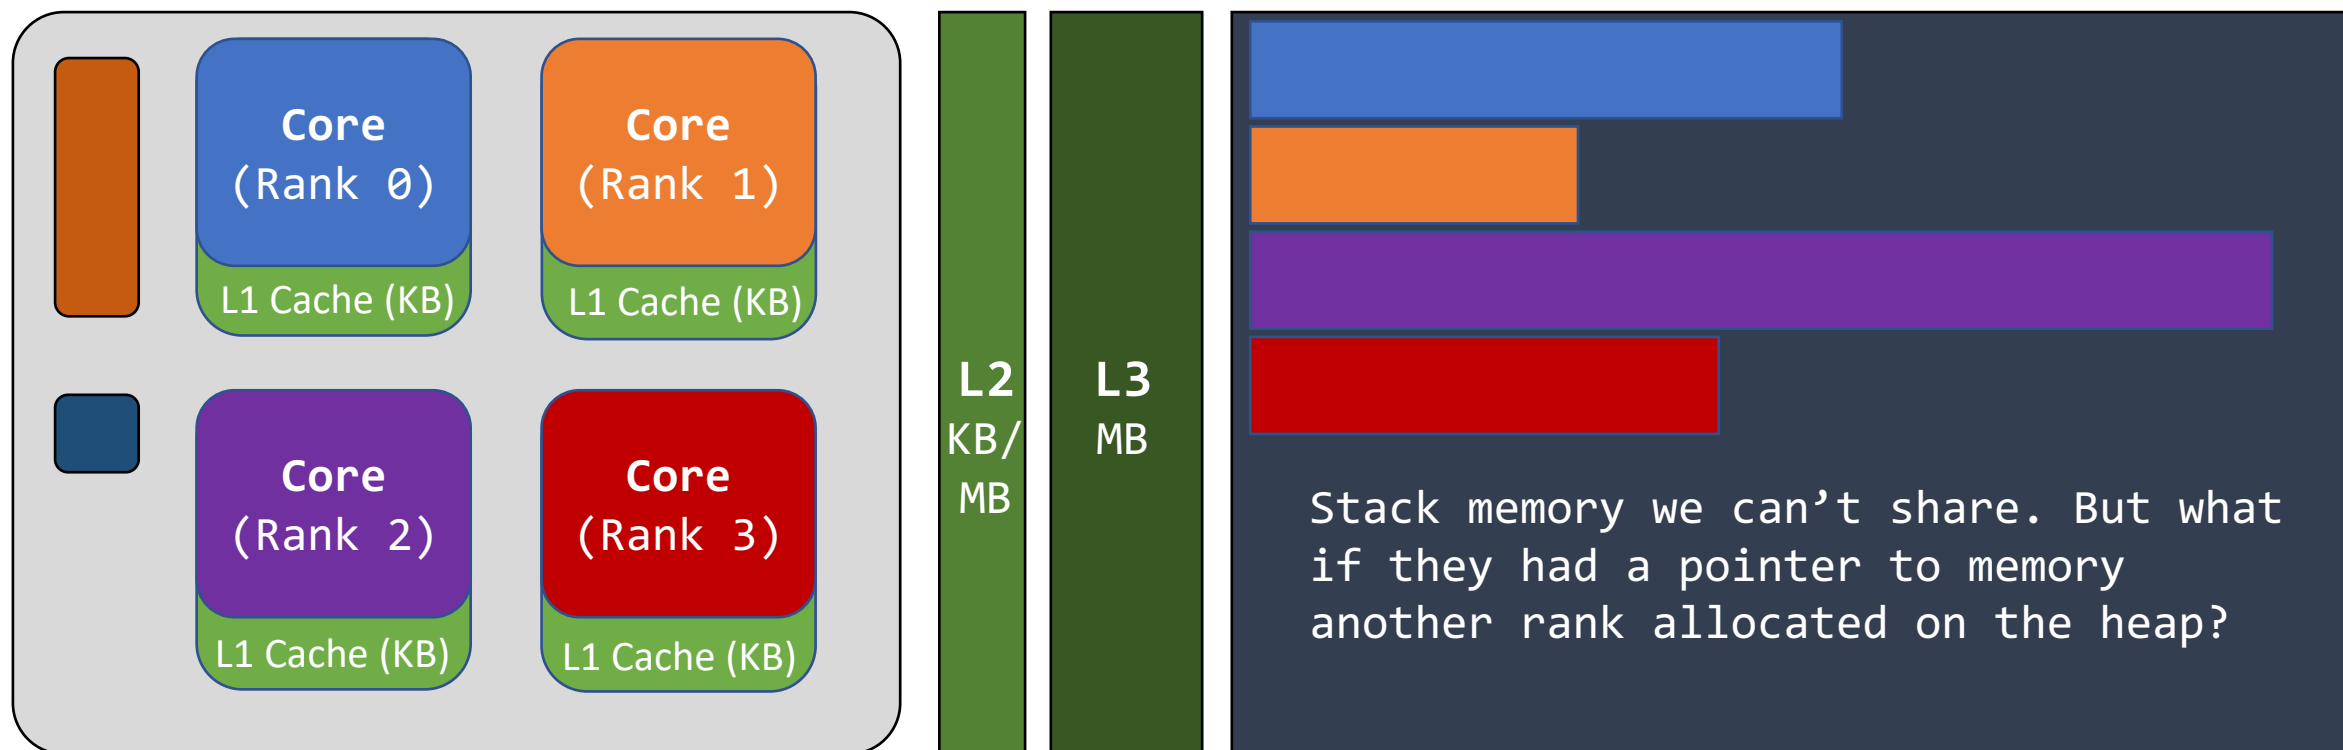 Core
(Rank 0)
L1 Cache (KB)
Core
(Rank 1)
L1 Cache (KB)
Core
(Rank 2)
L1 Cache (KB)
Core
(Rank 3)
L1 Cache (KB)
L2
KB/
MB
L3
MB
Stack memory we can’t share. But what
if they had a pointer to memory
another rank allocated on the heap?